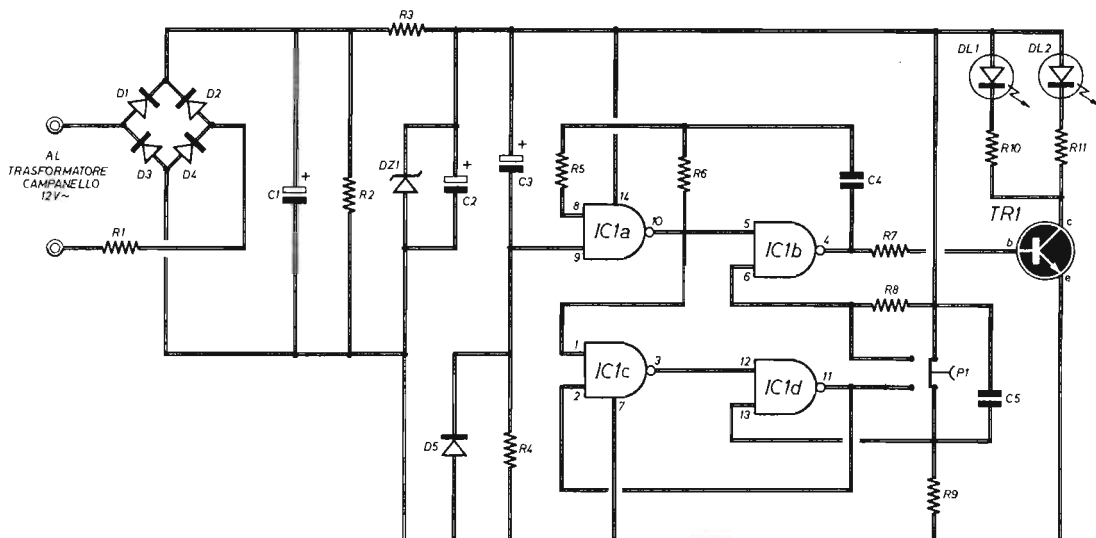 R3
DL1
DL2
D1
D2
AL
TRASFORMATORE
CAMPANELLO
12V~
D3
D4
C1
+
R2
DZ1
+
C2
+
C3
R5
R6
C4
R10
R11
14
8
IC1a
10
9
5
IC1b
4
6
R7
TR1
c
b
e
R1
R8
1
IC1c
3
2
7
12
IC1d
11
13
P1
C5
D5
R4
R9